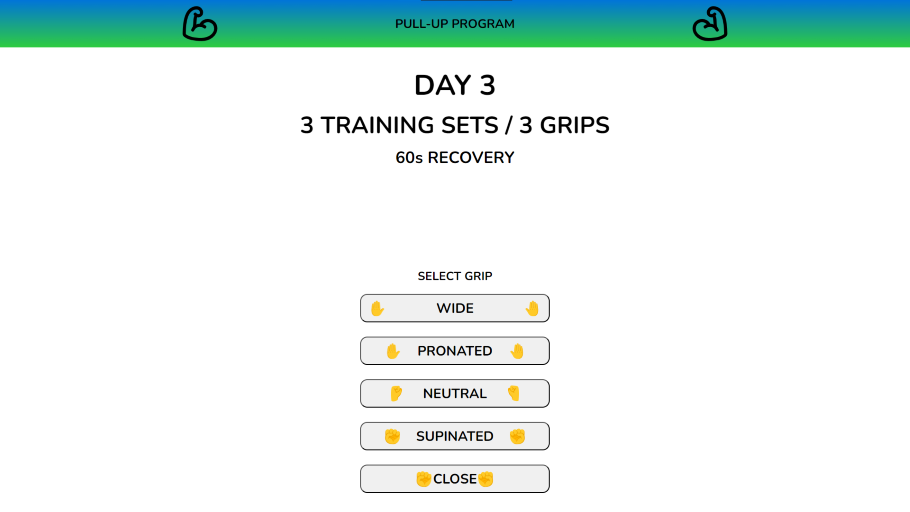 PULL-UP PROGRAM
DAY 3
3 TRAINING SETS / 3 GRIPS
60s RECOVERY
SELECT GRIP
WIDE
PRONATED
NEUTRAL
SUPINATED
CLOSE